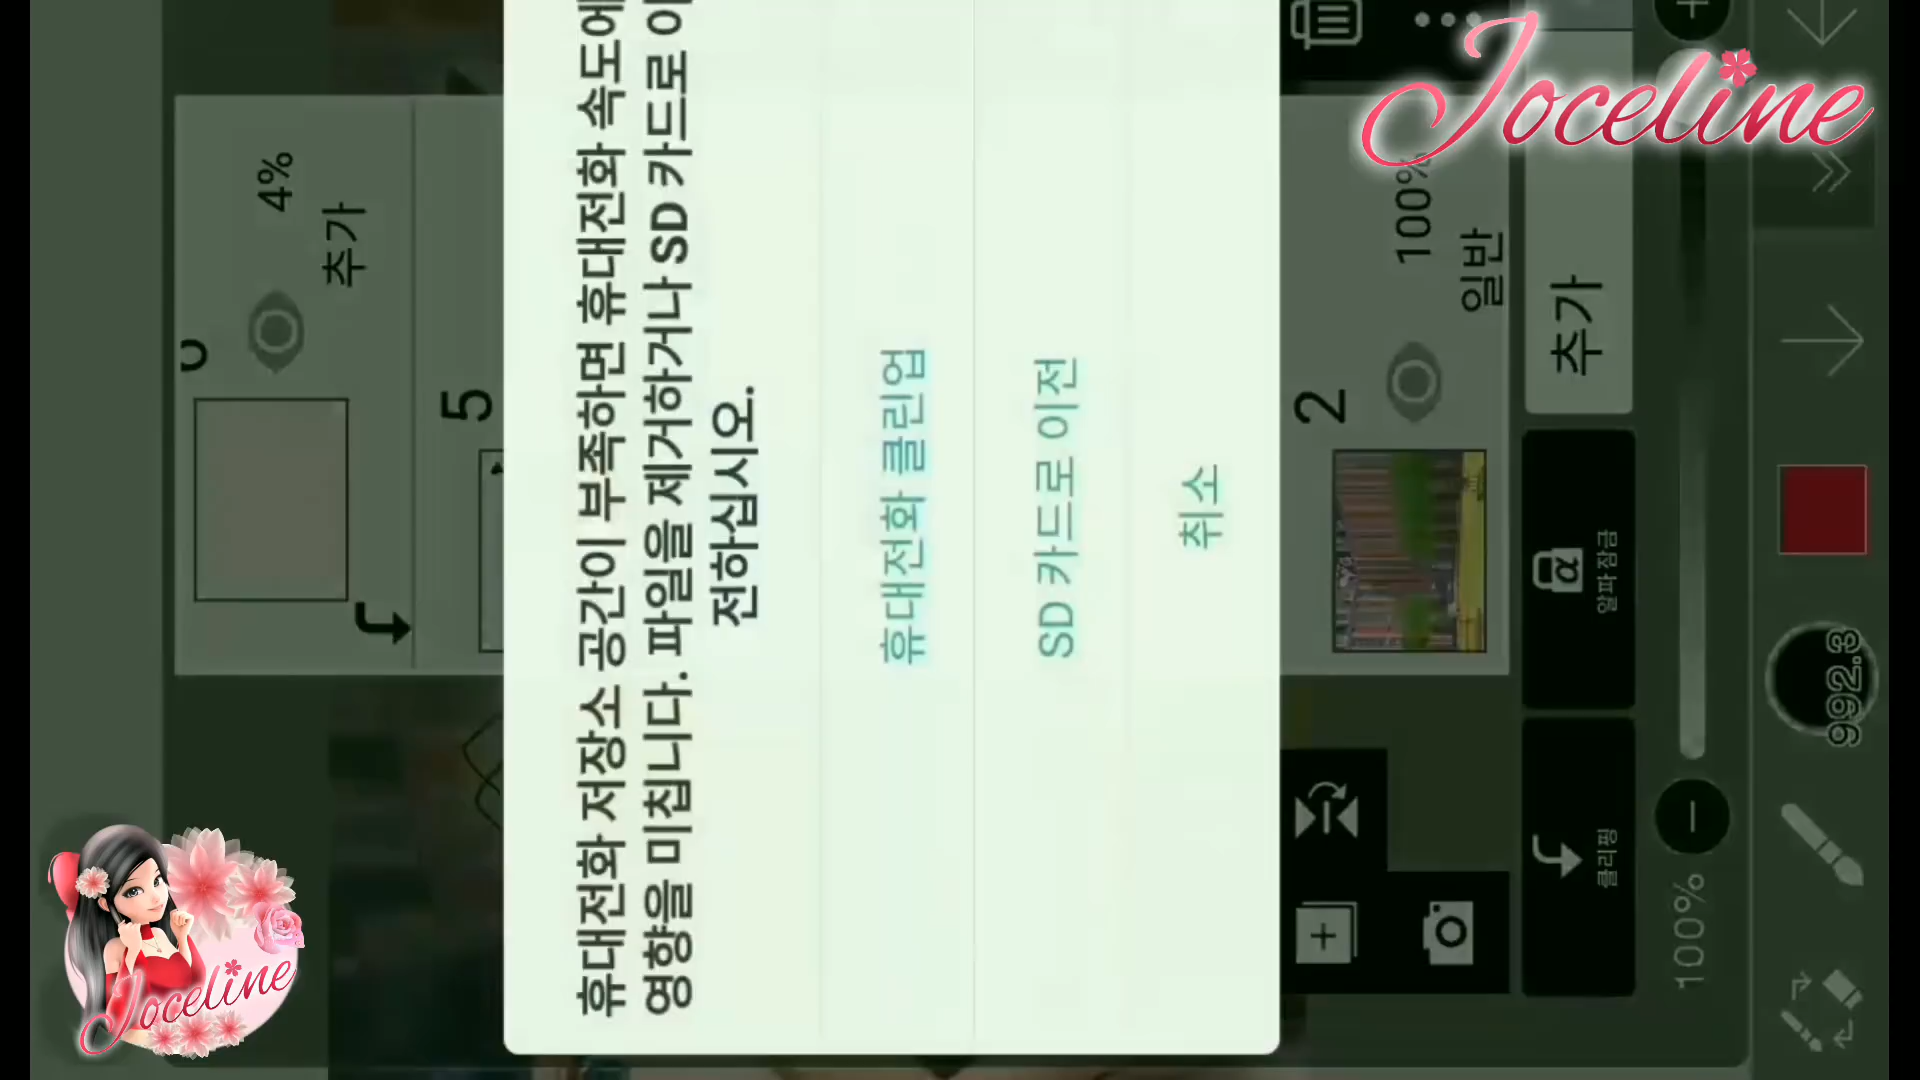 휴대전화 저장소 공간이 부족하면 휴대전화 속도에
영향을 미칩니다. 파일을 제거하거나 SD 카드로 이
전하십시오.
휴대전화 클린업
SD 카드로 이전
취소
4%
추가
5
2
100%
일반
추가
알파 잠금
클리핑
100%
992.3
Joceline
Joceline